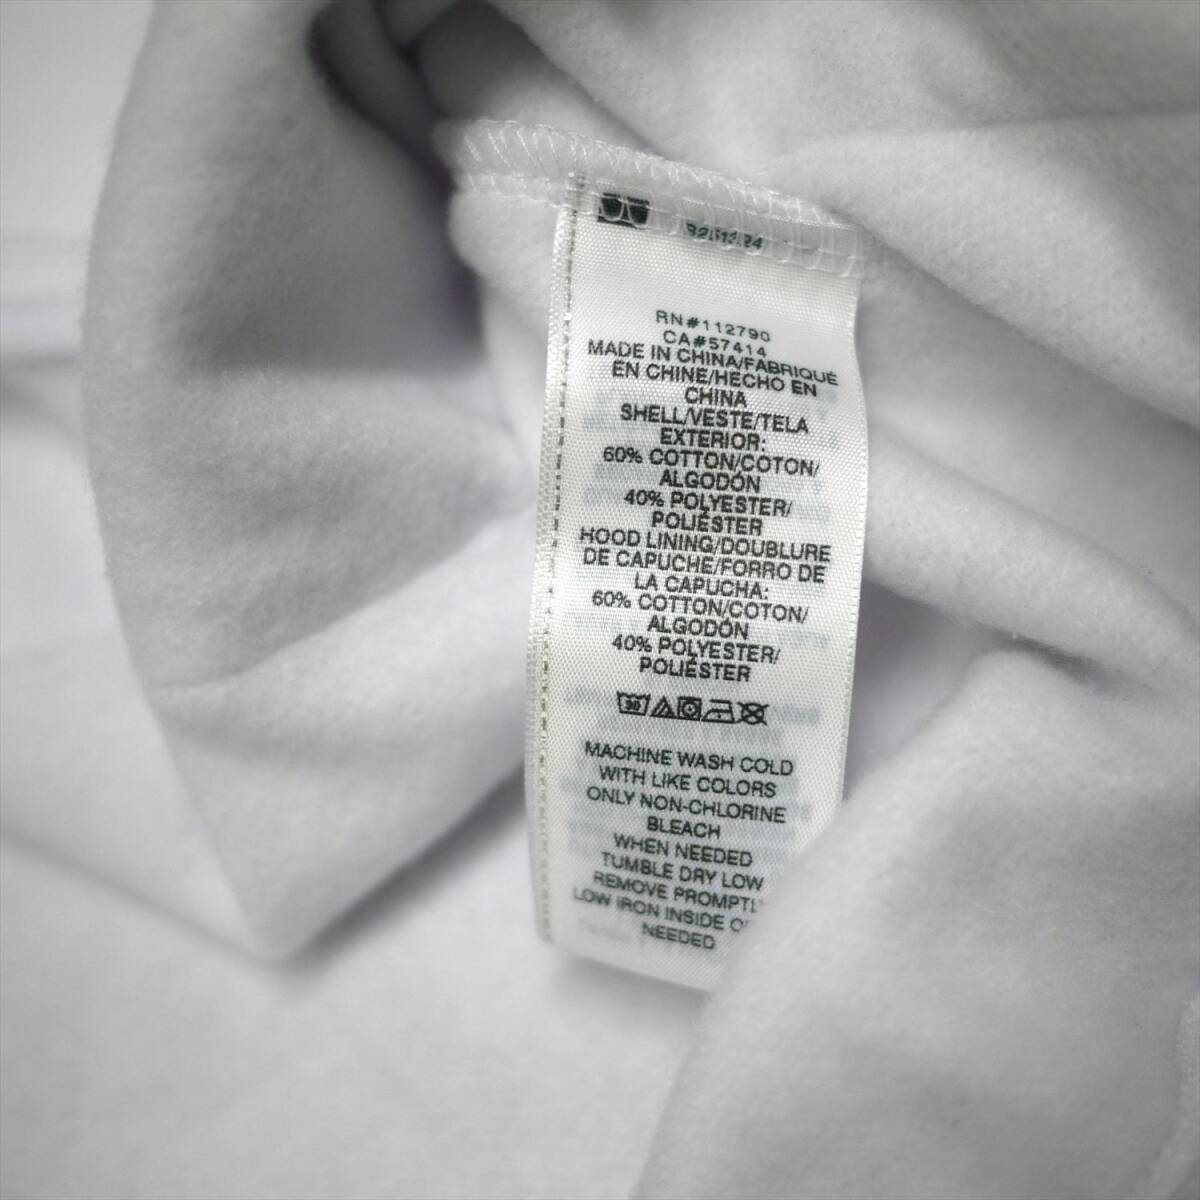 RN#112790
CA#57414
MADE IN CHINA/FABRIQUÉ
EN CHINE/HECHO EN
CHINA
SHELL/VESTE/TELA
EXTERIOR:
60% COTTON/COTON/
ALGODÓN
40% POLYESTER/
POLIÉSTER
HOOD LINING/DOUBLURE
DE CAPUCHE/FORRO DE
LA CAPUCHA:
60% COTTON/COTON/
ALGODÓN
40% POLYESTER/
POLIÉSTER
30
MACHINE WASH COLD
WITH LIKE COLORS
ONLY NON-CHLORINE
BLEACH
WHEN NEEDED
TUMBLE DRY LOW
REMOVE
LOW IRON INSIDE
NEEDED